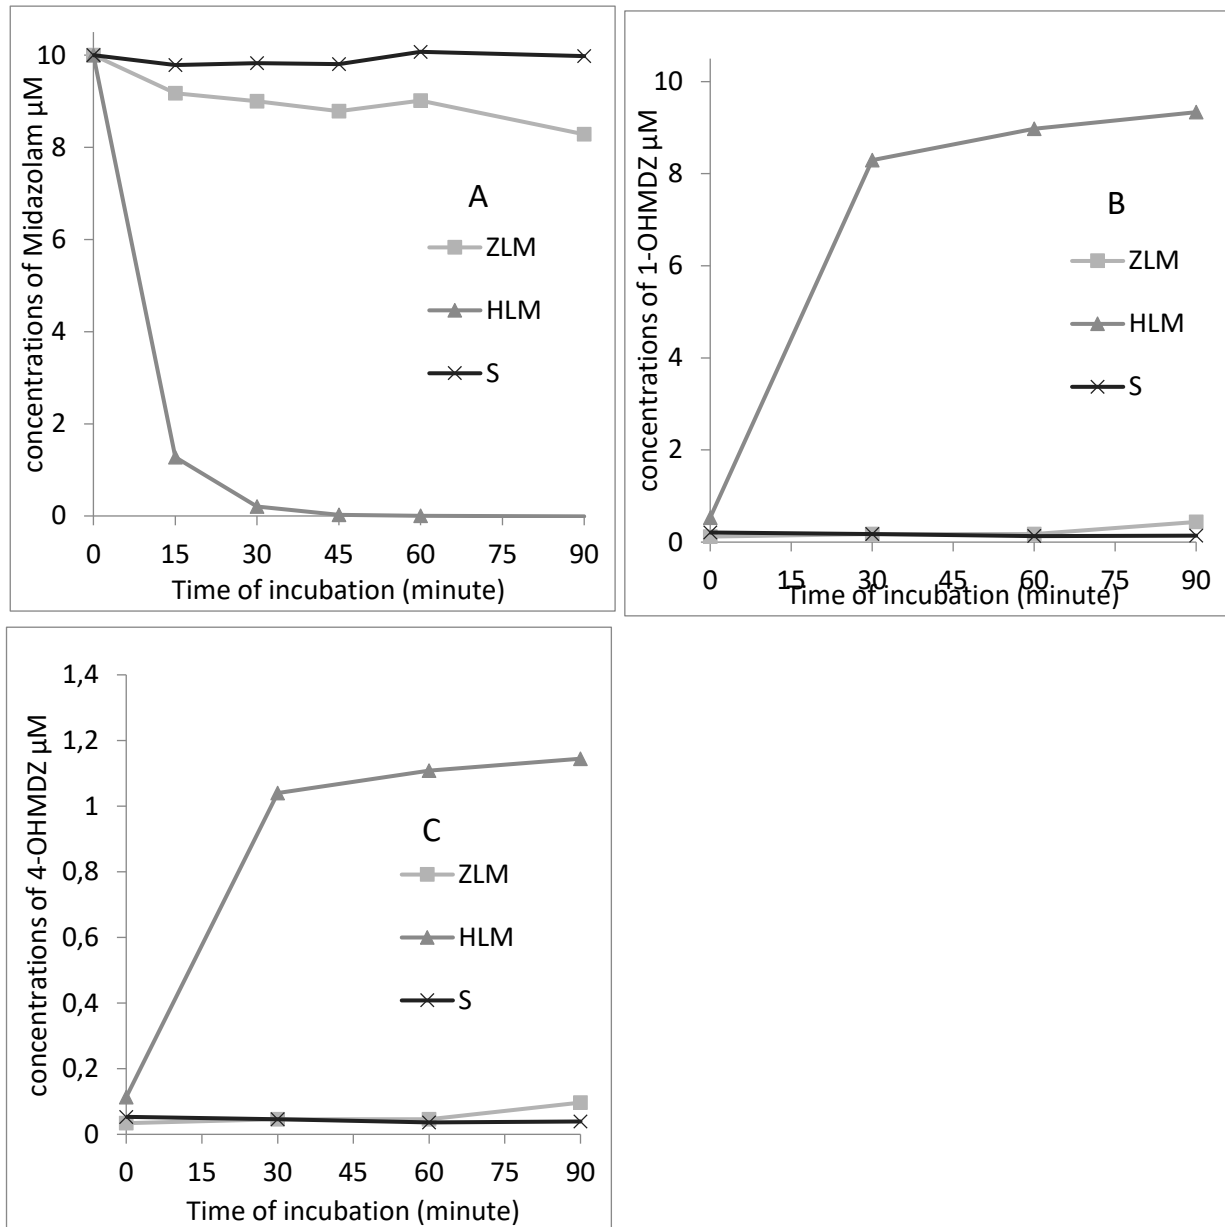 concentrations of Midazolam µM
10
8
6
4
2
0
A
ZLM
HLM
S
0 15 30 45 60 75 90
Time of incubation (minute)
concentrations of 1-OHMDZ µM
10
8
6
4
2
0
B
ZLM
HLM
S
0 15 30 45 60 75 90
Time of incubation (minute)
concentrations of 4-OHMDZ µM
1,4
1,2
1
0,8
0,6
0,4
0,2
0
C
ZLM
HLM
S
0 15 30 45 60 75 90
Time of incubation (minute)